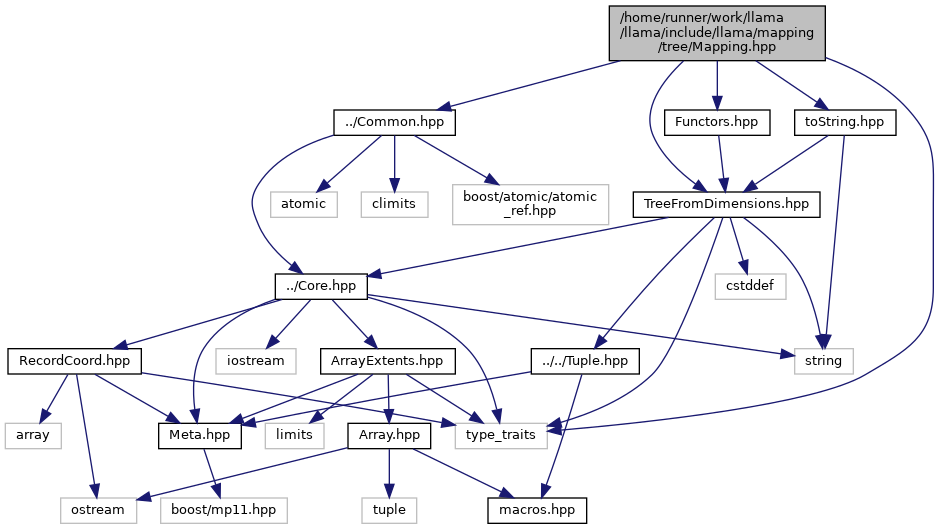 /home/runner/work/llama
/llama/include/llama/mapping
/tree/Mapping.hpp
../Common.hpp
Functors.hpp
toString.hpp
atomic
climits
boost/atomic/atomic
_ref.hpp
TreeFromDimensions.hpp
../Core.hpp
cstddef
RecordCoord.hpp
iostream
ArrayExtents.hpp
../../Tuple.hpp
string
array
Meta.hpp
limits
Array.hpp
type_traits
ostream
boost/mp11.hpp
tuple
macros.hpp